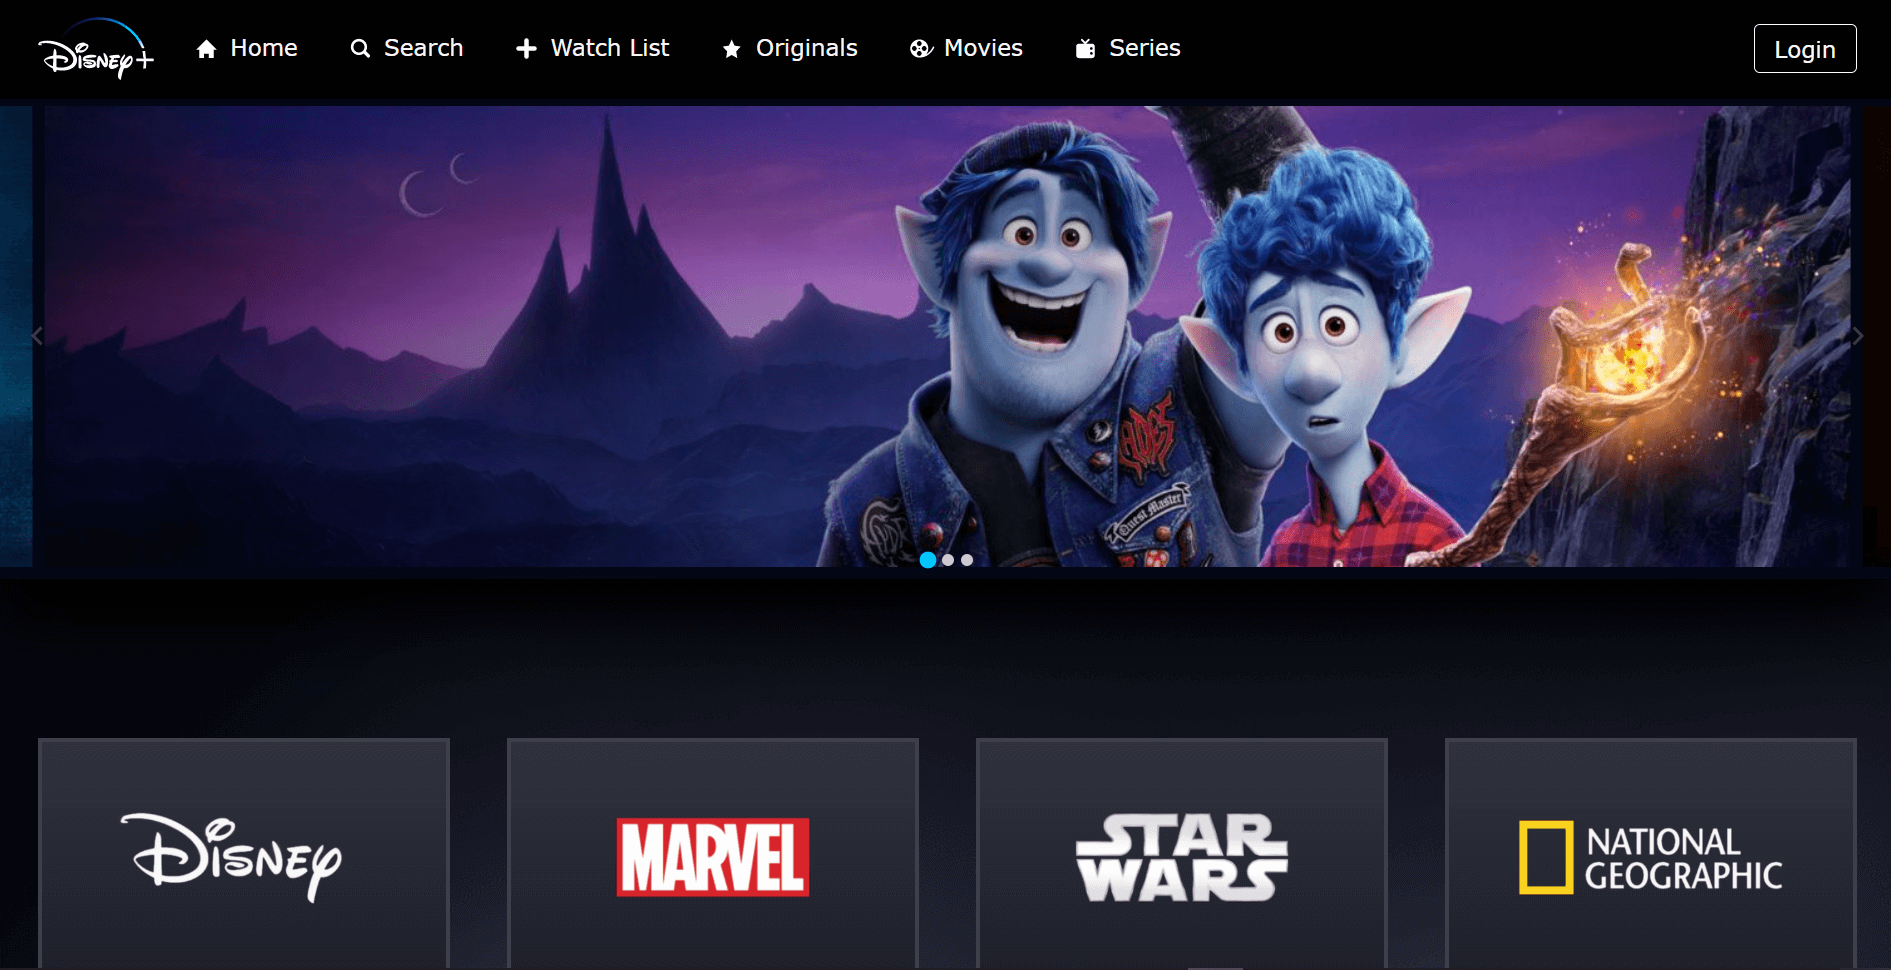 Disney+
Home
Search
Watch List
Originals
Movies
Series
Login
Quest Master
Disney
MARVEL
STAR
WARS
NATIONAL
GEOGRAPHIC